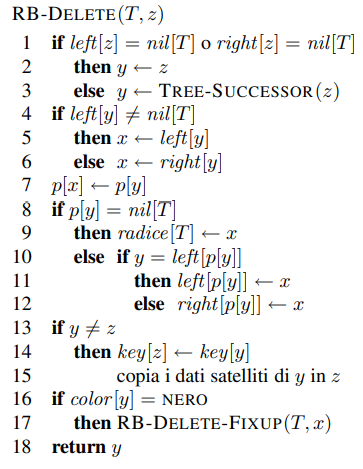 RB-DELETE(T, z)
1 if left[z] = nil[T] o right[z] = nil[T]
2 then y ← z
3 else y ← TREE-SUCCESSOR(z)
4 if left[y] ≠ nil[T]
5 then x ← left[y]
6 else x ← right[y]
7 p[x] ← p[y]
8 if p[y] = nil[T]
9 then radice[T] ← x
10 else if y = left[p[y]]
11 then left[p[y]] ← x
12 else right[p[y]] ← x
13 if y ≠ z
14 then key[z] ← key[y]
15 copia i dati satelliti di y in z
16 if color[y] = NERO
17 then RB-DELETE-FIXUP(T, x)
18 return y